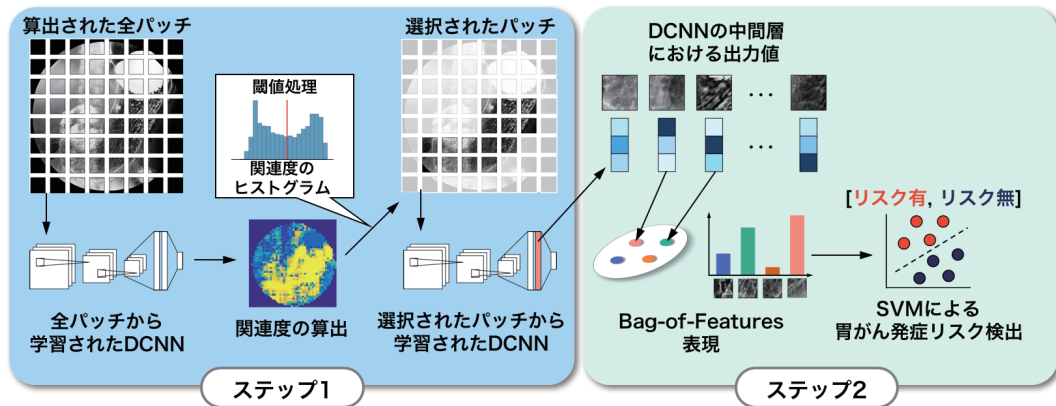 算出された全パッチ
閾値処理
関連度の
ヒストグラム
選択されたパッチ
全パッチから
学習されたDCNN
関連度の算出
選択されたパッチから
学習されたDCNN
ステップ1
DCNNの中間層
における出力値
...
...
Bag-of-Features
表現
[リスク有, リスク無]
SVMによる
胃がん発症リスク検出
ステップ2